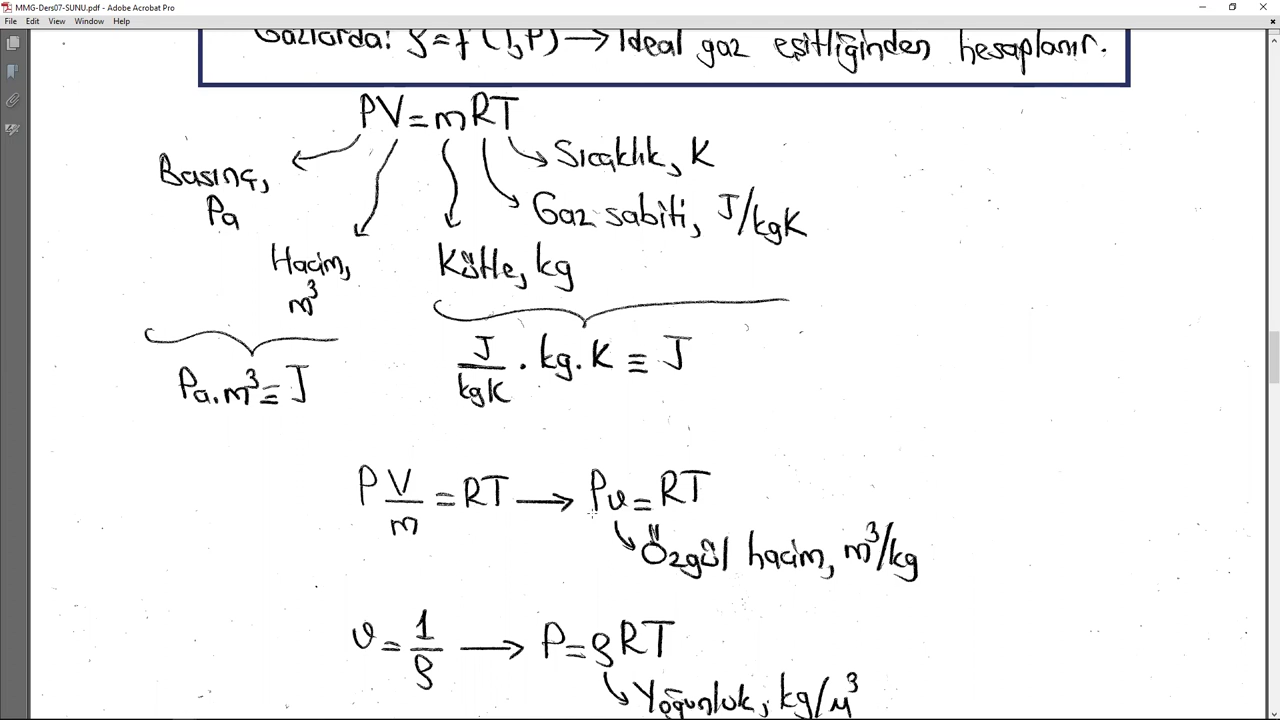 MMG-Ders07-SUNU.pdf - Adobe Acrobat Pro
File Edit View Window Help
Gazlarda: ρ=f(T,P) → İdeal gaz eşitliğinden hesaplanır.
PV=mRT
Sıcaklık, K
Basınç,
Pa
Gaz sabiti, J/kgK
Hacim,
m³
Kütle, kg
Pa.m³≡J
J/kgK . kg.K ≡ J
P V/m = RT → Pv=RT
Özgül hacim, m³/kg
v=1/ρ → P=ρRT
Yoğunluk, kg/m³